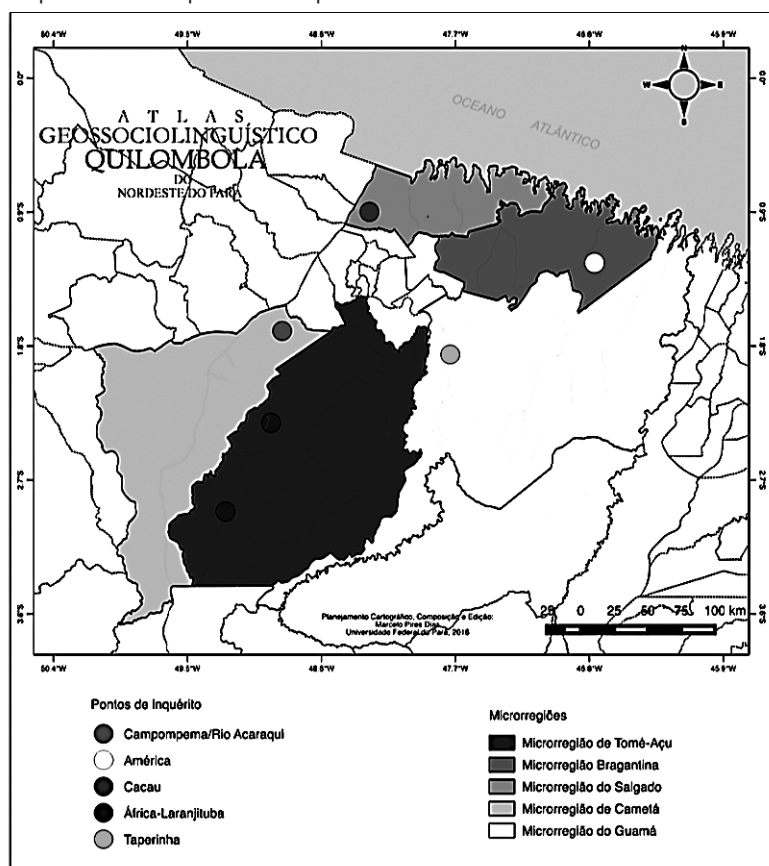 50.4°W 49.5°W 48.6°W 47.7°W 46.8°W 45.9°W
N
W E
S
OCEANO ATLÂNTICO
ATLAS
GEOSSOCIOLINGUÍSTICO
QUILOMBOLA
DO
NORDESTE DO PARÁ
0.0° 0.0°
0.9°S 0.9°S
1.8°S 1.8°S
2.7°S 2.7°S
3.6°S 3.6°S
Planejamento Cartográfico, Composição e Edição:
Marcelo Pires Dias
Universidade Federal do Pará, 2016
25 0 25 50 75 100 km
50.4°W 49.5°W 48.6°W 47.7°W 46.8°W 45.9°W
Pontos de Inquérito
Campompema/Rio Acaraqui
América
Cacau
África-Laranjituba
Taperinha
Microrregiões
Microrregião de Tomé-Açu
Microrregião Bragantina
Microrregião do Salgado
Microrregião de Cametá
Microrregião do Guamá